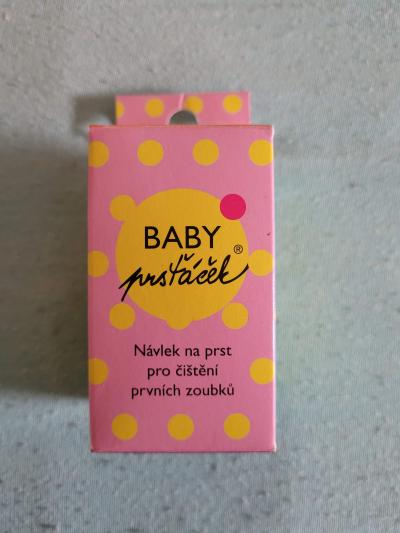 BABY
prsťáček®
Návlek na prst
pro čištění
prvních zoubků